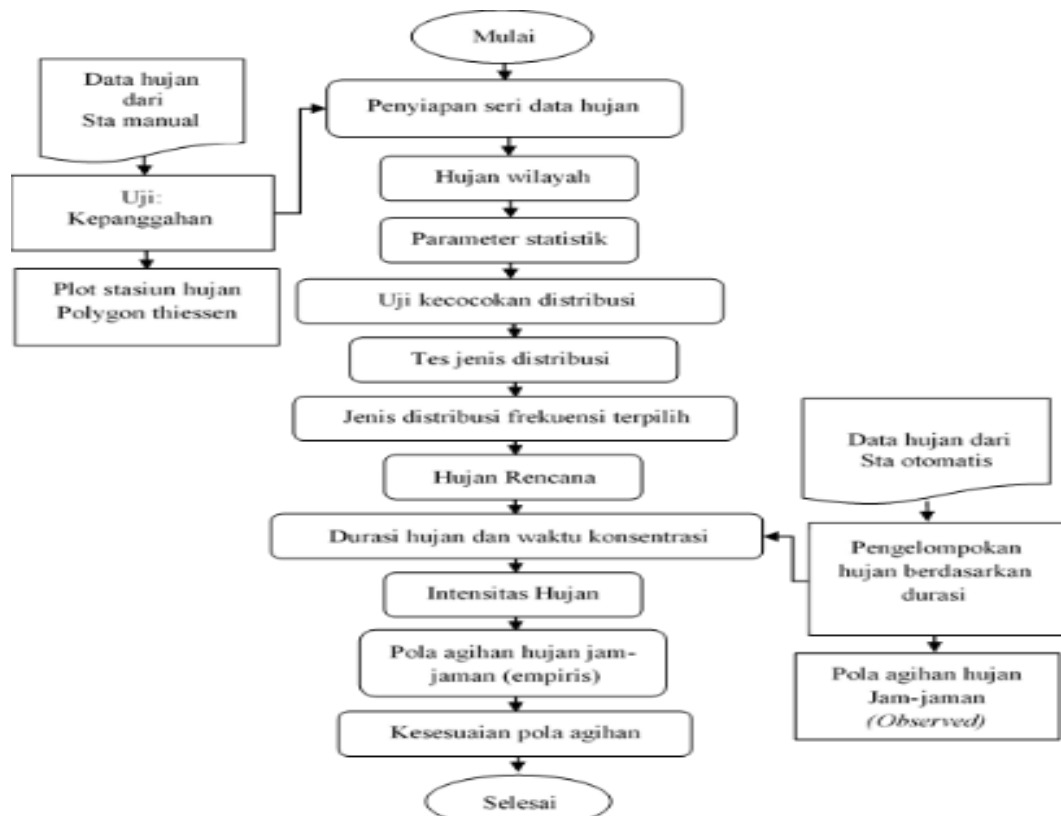 Mulai
Data hujan
dari
Sta manual
Penyiapan seri data hujan
Uji:
Kepanggahan
Hujan wilayah
Parameter statistik
Plot stasiun hujan
Polygon thiessen
Uji kecocokan distribusi
Tes jenis distribusi
Jenis distribusi frekuensi terpilih
Data hujan dari
Sta otomatis
Hujan Rencana
Durasi hujan dan waktu konsentrasi
Pengelompokan
hujan berdasarkan
durasi
Intensitas Hujan
Pola agihan hujan jam-
jaman (empiris)
Pola agihan hujan
Jam-jaman
(Observed)
Kesesuaian pola agihan
Selesai